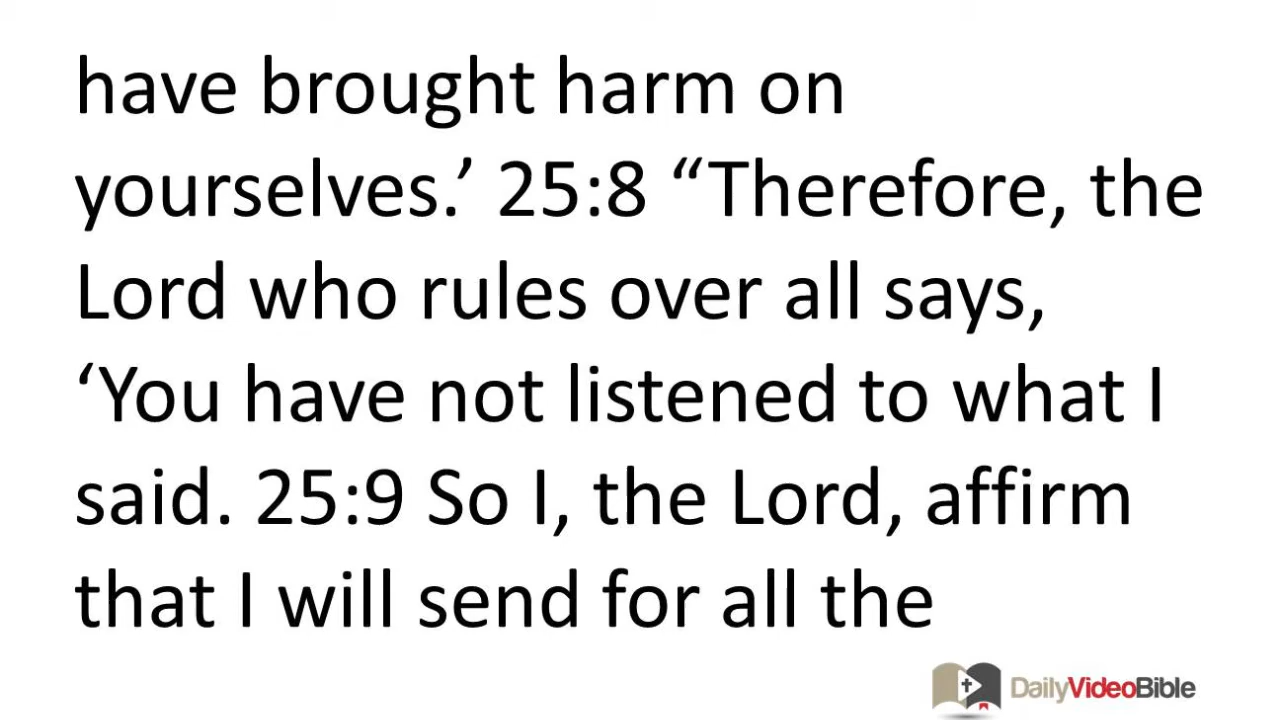 have brought harm on
yourselves.’ 25:8 “Therefore, the
Lord who rules over all says,
‘You have not listened to what I
said. 25:9 So I, the Lord, affirm
that I will send for all the
DailyVideoBible